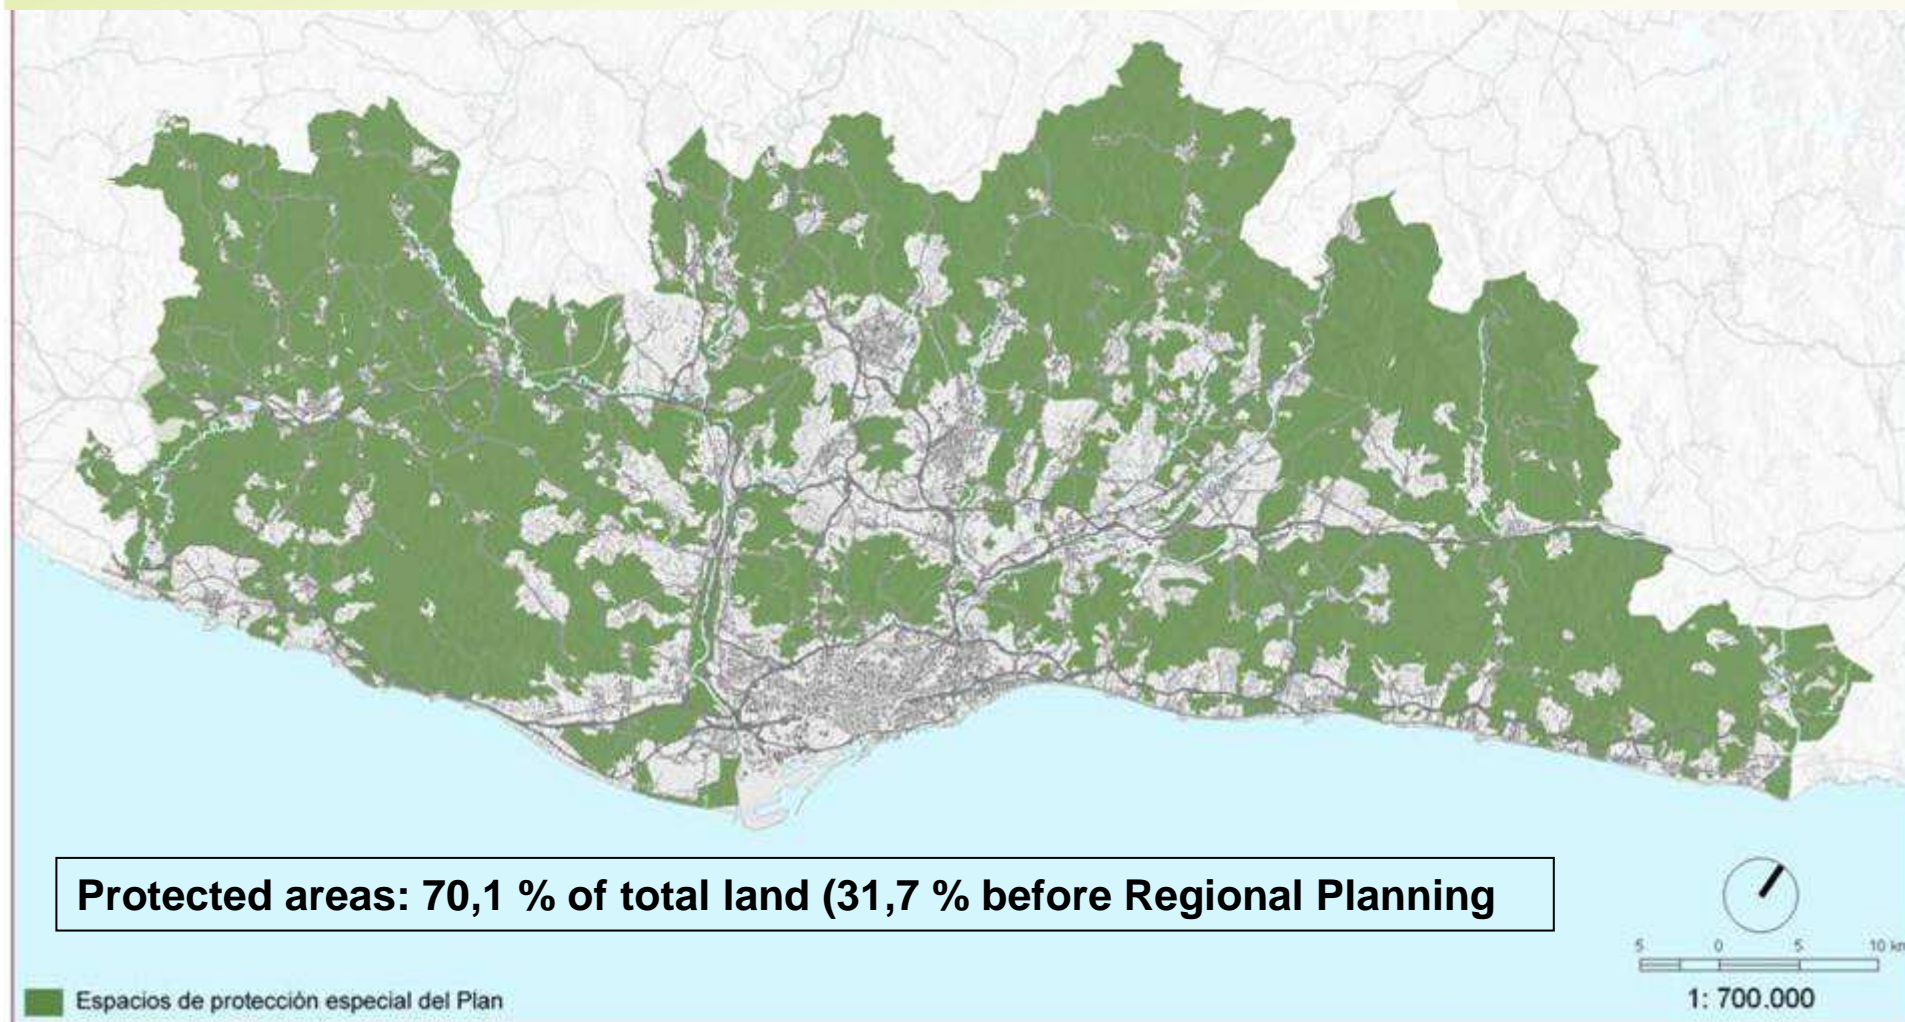 Protected areas: 70,1 % of total land (31,7 % before Regional Planning
5 0 5 10 km
1: 700.000
Espacios de protección especial del Plan